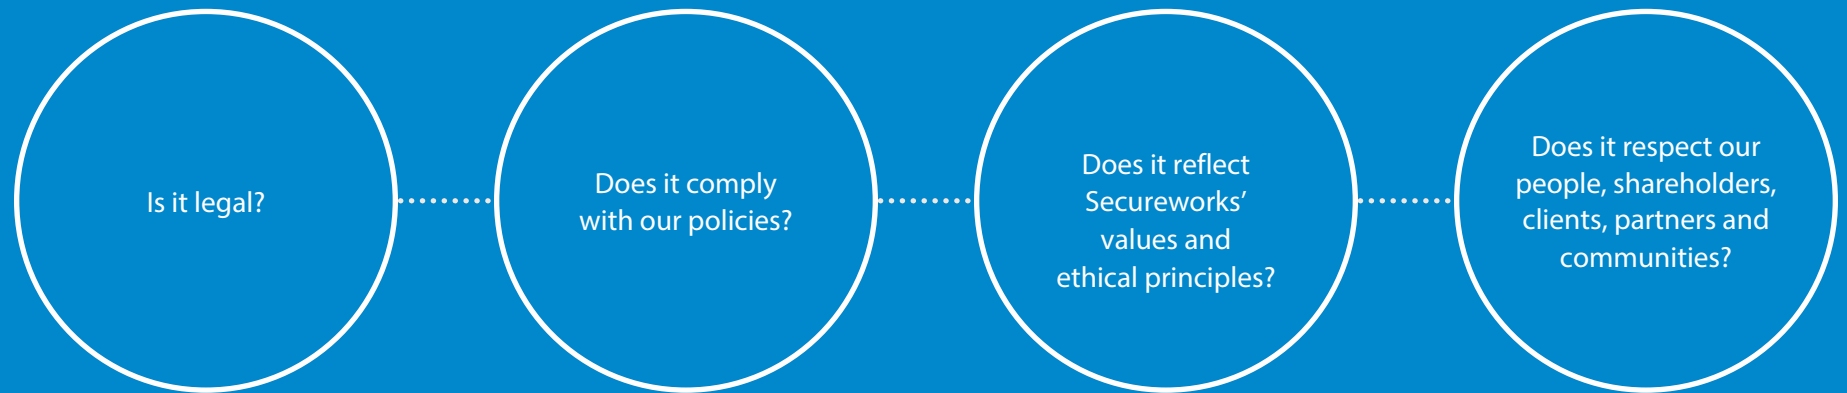 Is it legal?
Does it comply
with our policies?
Does it reflect
Secureworks’
values and
ethical principles?
Does it respect our
people, shareholders,
clients, partners and
communities?